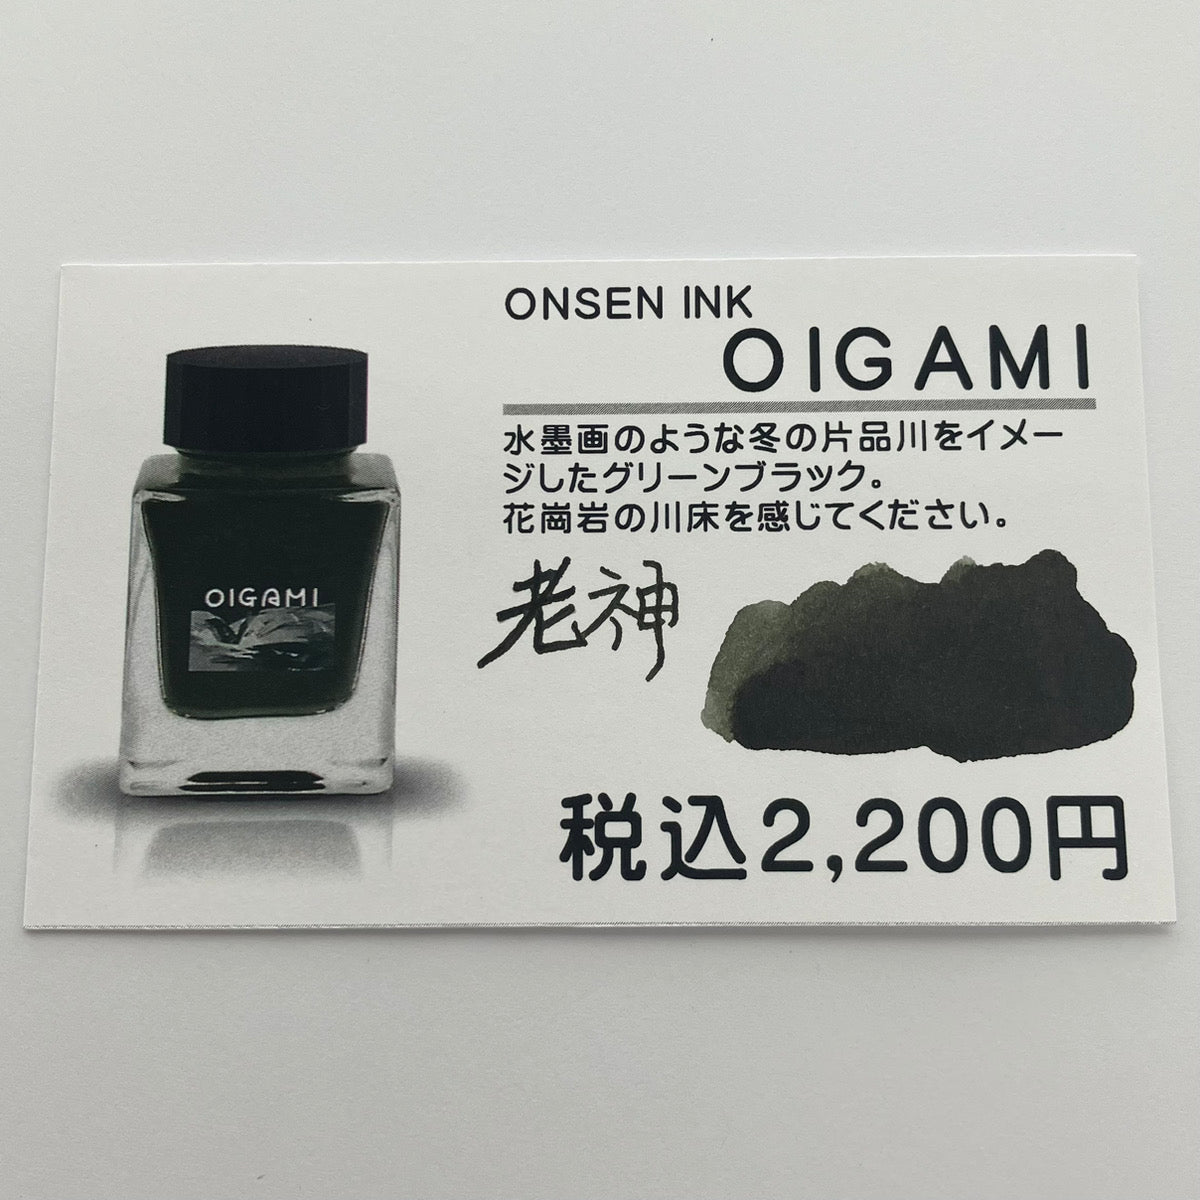 ONSEN INK
OIGAMI
水墨画のような冬の片品川をイメー
ジしたグリーンブラック。
花崗岩の川床を感じてください。
OIGAMI
老神
税込2,200円